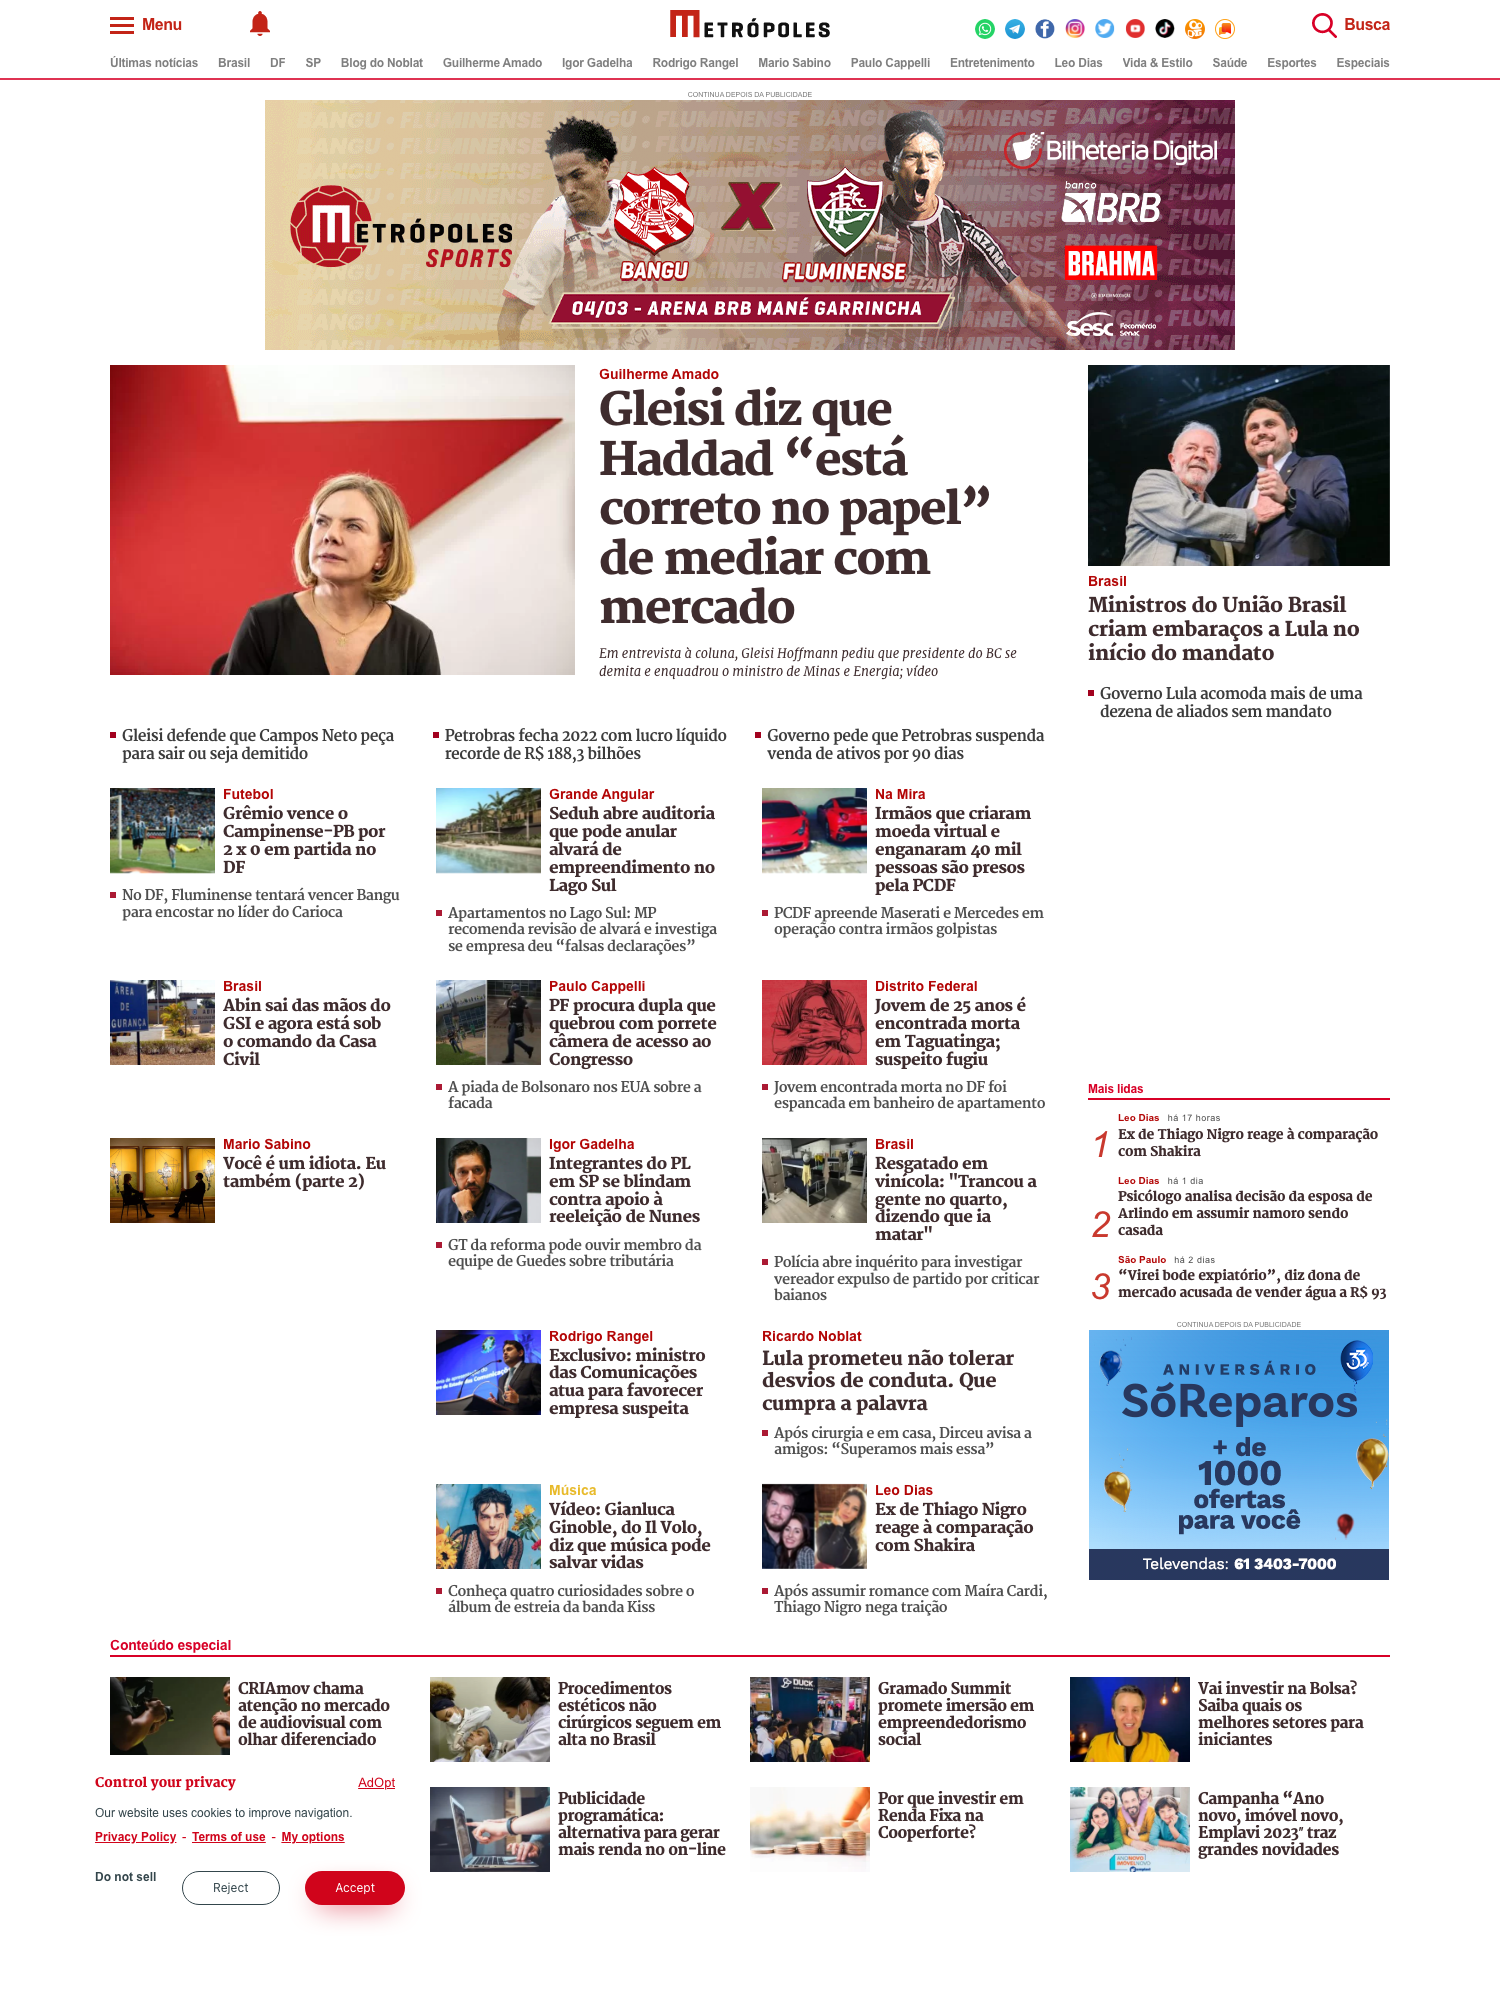 Menu
METRÓPOLES
Busca
Últimas notícias Brasil DF SP Blog do Noblat Guilherme Amado Igor Gadelha Rodrigo Rangel Mario Sabino Paulo Cappelli Entretenimento Leo Dias Vida & Estilo Saúde Esportes Especiais
CONTINUA DEPOIS DA PUBLICIDADE
METRÓPOLES
SPORTS
BANGU
X
FLUMINENSE
04/03 - ARENA BRB MANÉ GARRINCHA
Bilheteria Digital
banco
BRB
BRAHMA
Sesc Fecomércio
Senac
Guilherme Amado
Gleisi diz que
Haddad “está
correto no papel”
de mediar com
mercado
Em entrevista à coluna, Gleisi Hoffmann pediu que presidente do BC se
demita e enquadrou o ministro de Minas e Energia; vídeo
Brasil
Ministros do União Brasil
criam embaraços a Lula no
início do mandato
Governo Lula acomoda mais de uma
dezena de aliados sem mandato
Gleisi defende que Campos Neto peça
para sair ou seja demitido
Petrobras fecha 2022 com lucro líquido
recorde de R$ 188,3 bilhões
Governo pede que Petrobras suspenda
venda de ativos por 90 dias
Futebol
Grêmio vence o
Campinense-PB por
2 x 0 em partida no
DF
No DF, Fluminense tentará vencer Bangu
para encostar no líder do Carioca
Grande Angular
Seduh abre auditoria
que pode anular
alvará de
empreendimento no
Lago Sul
Apartamentos no Lago Sul: MP
recomenda revisão de alvará e investiga
se empresa deu “falsas declarações”
Na Mira
Irmãos que criaram
moeda virtual e
enganaram 40 mil
pessoas são presos
pela PCDF
PCDF apreende Maserati e Mercedes em
operação contra irmãos golpistas
ÁREA
DE
GURANÇA
Brasil
Abin sai das mãos do
GSI e agora está sob
o comando da Casa
Civil
Paulo Cappelli
PF procura dupla que
quebrou com porrete
câmera de acesso ao
Congresso
A piada de Bolsonaro nos EUA sobre a
facada
Distrito Federal
Jovem de 25 anos é
encontrada morta
em Taguatinga;
suspeito fugiu
Jovem encontrada morta no DF foi
espancada em banheiro de apartamento
Mario Sabino
Você é um idiota. Eu
também (parte 2)
Igor Gadelha
Integrantes do PL
em SP se blindam
contra apoio à
reeleição de Nunes
GT da reforma pode ouvir membro da
equipe de Guedes sobre tributária
Brasil
Resgatado em
vinícola: "Trancou a
gente no quarto,
dizendo que ia
matar"
Polícia abre inquérito para investigar
vereador expulso de partido por criticar
baianos
Rodrigo Rangel
Exclusivo: ministro
das Comunicações
atua para favorecer
empresa suspeita
Ricardo Noblat
Lula prometeu não tolerar
desvios de conduta. Que
cumpra a palavra
Após cirurgia e em casa, Dirceu avisa a
amigos: “Superamos mais essa”
Música
Vídeo: Gianluca
Ginoble, do Il Volo,
diz que música pode
salvar vidas
Conheça quatro curiosidades sobre o
álbum de estreia da banda Kiss
Leo Dias
Ex de Thiago Nigro
reage à comparação
com Shakira
Após assumir romance com Maíra Cardi,
Thiago Nigro nega traição
Mais lidas
1
Leo Dias há 17 horas
Ex de Thiago Nigro reage à comparação
com Shakira
2
Leo Dias há 1 dia
Psicólogo analisa decisão da esposa de
Arlindo em assumir namoro sendo
casada
3
São Paulo há 2 dias
“Virei bode expiatório”, diz dona de
mercado acusada de vender água a R$ 93
CONTINUA DEPOIS DA PUBLICIDADE
33
ANIVERSÁRIO
SóReparos
+ de
1000
ofertas
para você
Televendas: 61 3403-7000
Conteúdo especial
CRIAmov chama
atenção no mercado
de audiovisual com
olhar diferenciado
Procedimentos
estéticos não
cirúrgicos seguem em
alta no Brasil
DUCK
Gramado Summit
promete imersão em
empreendedorismo
social
Vai investir na Bolsa?
Saiba quais os
melhores setores para
iniciantes
Publicidade
programática:
alternativa para gerar
mais renda no on-line
Por que investir em
Renda Fixa na
Cooperforte?
Campanha “Ano
novo, imóvel novo,
Emplavi 2023” traz
grandes novidades
Control your privacy
AdOpt
Our website uses cookies to improve navigation.
Privacy Policy - Terms of use - My options
Do not sell
Reject
Accept